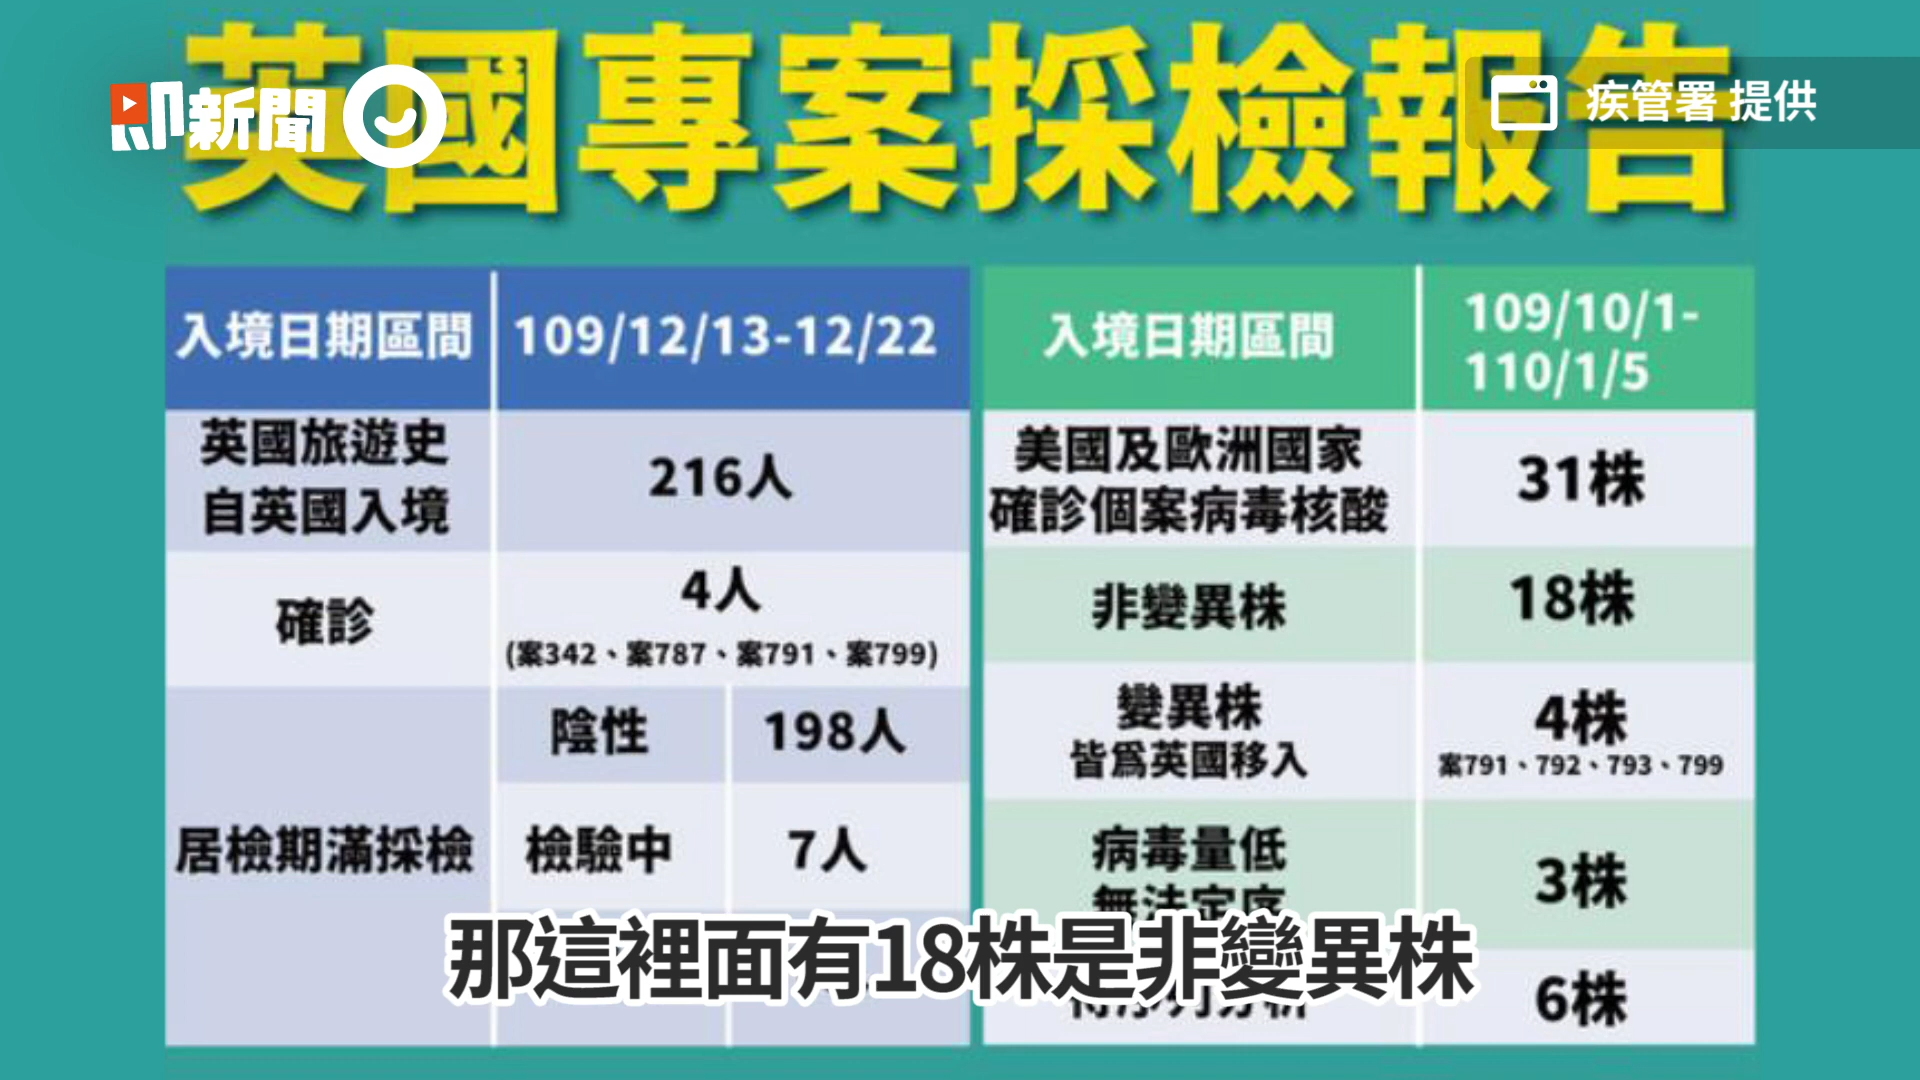 英國專案採檢報告
即新聞
疾管署 提供
入境日期區間
109/12/13-12/22
英國旅遊史
自英國入境
216人
確診
4人
(案342、案787、案791、案799)
居檢期滿採檢
陰性
198人
檢驗中
7人
入境日期區間
109/10/1-
110/1/5
美國及歐洲國家
確診個案病毒核酸
31株
非變異株
18株
變異株
皆為英國移入
4株
案791、792、793、799
病毒量低
無法定序
3株
6株
那這裡面有18株是非變異株